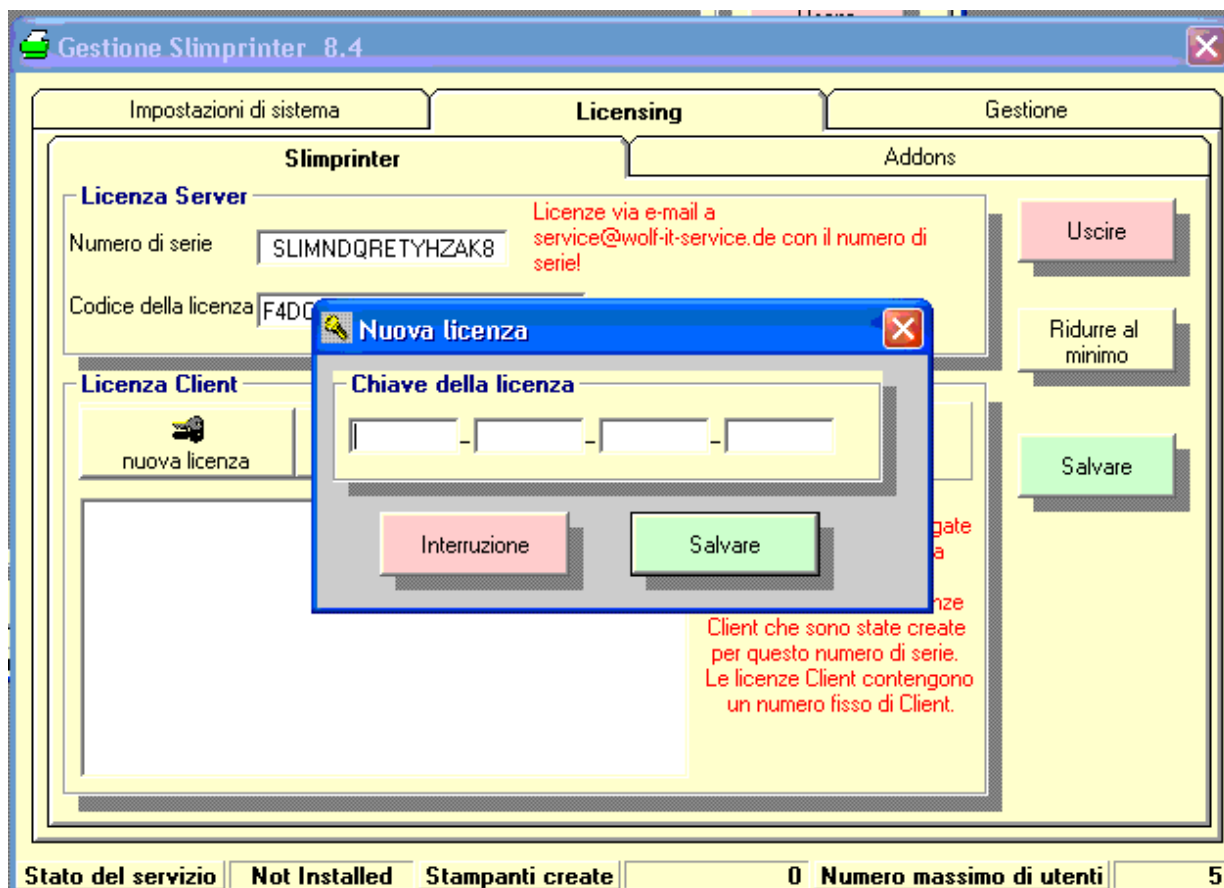 Gestione Slimprinter 8.4
Impostazioni di sistema
Licensing
Gestione
Slimprinter
Addons
Licenza Server
Numero di serie
SLIMNDQRETYHZAK8
Licenze via e-mail a
service@wolf-it-service.de con il numero di
serie!
Codice della licenza
Uscire
Ridurre al
minimo
Salvare
Licenza Client
nuova licenza
Nuova licenza
Chiave della licenza
- - -
Interruzione
Salvare
Client che sono state create
per questo numero di serie.
Le licenze Client contengono
un numero fisso di Client.
Stato del servizio
Not Installed
Stampanti create
0
Numero massimo di utenti
5